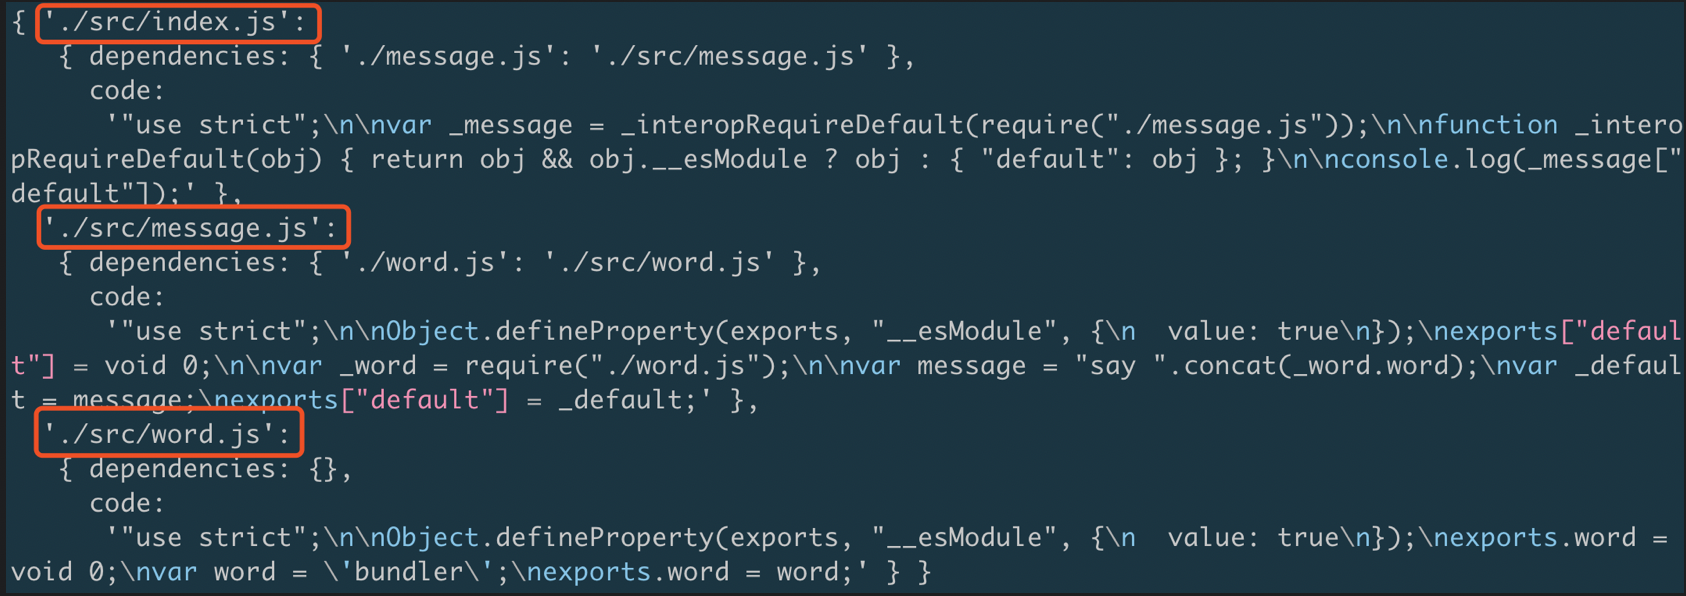 { './src/index.js':
{ dependencies: { './message.js': './src/message.js' },
code:
'"use strict";\n\nvar _message = _interopRequireDefault(require("./message.js"));\n\nfunction _intero
pRequireDefault(obj) { return obj && obj.__esModule ? obj : { "default": obj }; }\n\nconsole.log(_message["
default"]);' },
'./src/message.js':
{ dependencies: { './word.js': './src/word.js' },
code:
'"use strict";\n\nObject.defineProperty(exports, "__esModule", {\n  value: true\n});\nexports["defaul
t"] = void 0;\n\nvar _word = require("./word.js");\n\nvar message = "say ".concat(_word.word);\nvar _defaul
t = message;\nexports["default"] = _default;' },
'./src/word.js':
{ dependencies: {},
code:
'"use strict";\n\nObject.defineProperty(exports, "__esModule", {\n  value: true\n});\nexports.word =
void 0;\nvar word = \'bundler\';\nexports.word = word;' } }